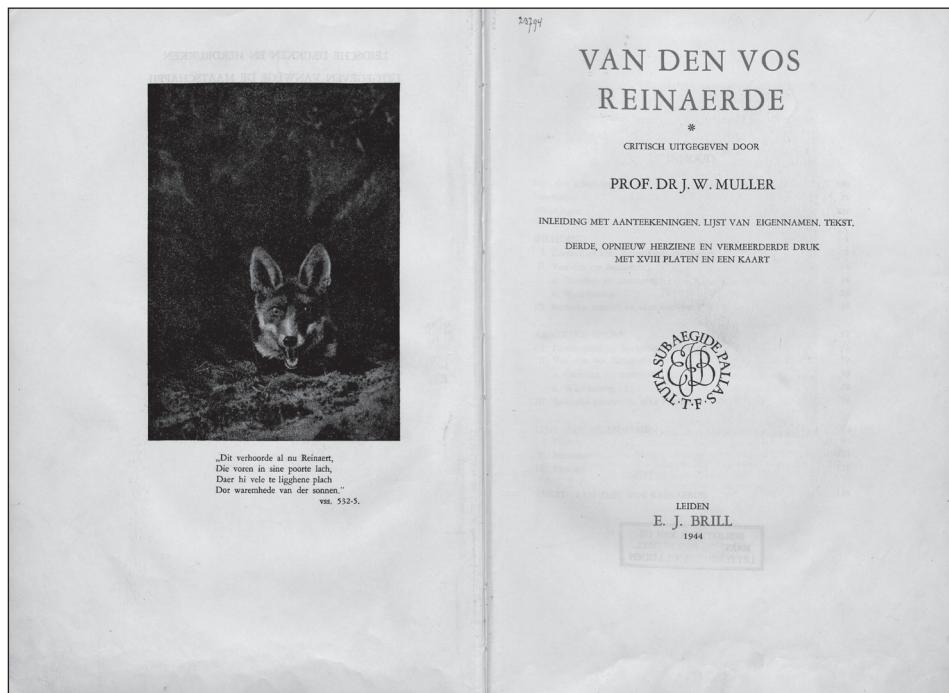 „Dit verhoorde al nu Reinaert,
Die voren in sine poorte lach,
Daer hi vele te ligghene plach
Dor waremhede van der sonnen.”
vss. 532-5.
23794
VAN DEN VOS
REINAERDE
*
CRITISCH UITGEGEVEN DOOR
PROF. DR J. W. MULLER
INLEIDING MET AANTEEKENINGEN. LIJST VAN EIGENNAMEN. TEKST.
DERDE, OPNIEUW HERZIENE EN VERMEERDERDE DRUK
MET XVIII PLATEN EN EEN KAART
TUTA SUB AEGIDE PALLAS
EJB
·T·F·
LEIDEN
E. J. BRILL
1944